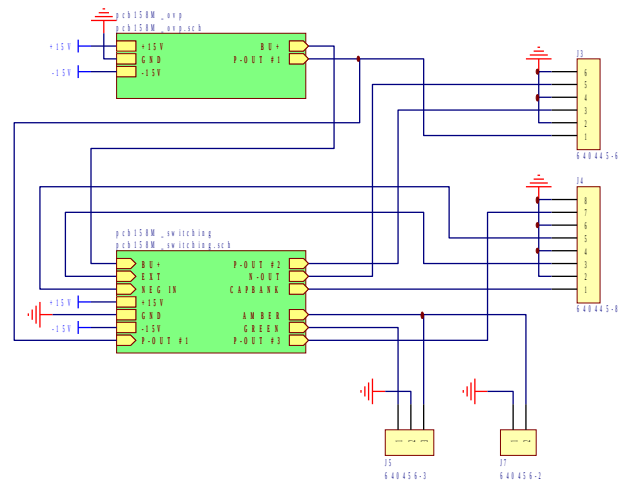 pcb158M_ovp
pcb158M_ovp.sch
+15V
+15V
BU+
GND
P-OUT #1
-15V
-15V
J3
6
5
4
3
2
1
640445-6
J4
8
7
6
5
4
3
2
1
640445-8
pcb158M_switching
pcb158M_switching.sch
BU+
P-OUT #2
EXT
N-OUT
NEG IN
CAPBANK
+15V
+15V
GND
AMBER
-15V
-15V
GREEN
P-OUT #1
P-OUT #3
1
2
3
1
2
J5
640456-3
J7
640456-2